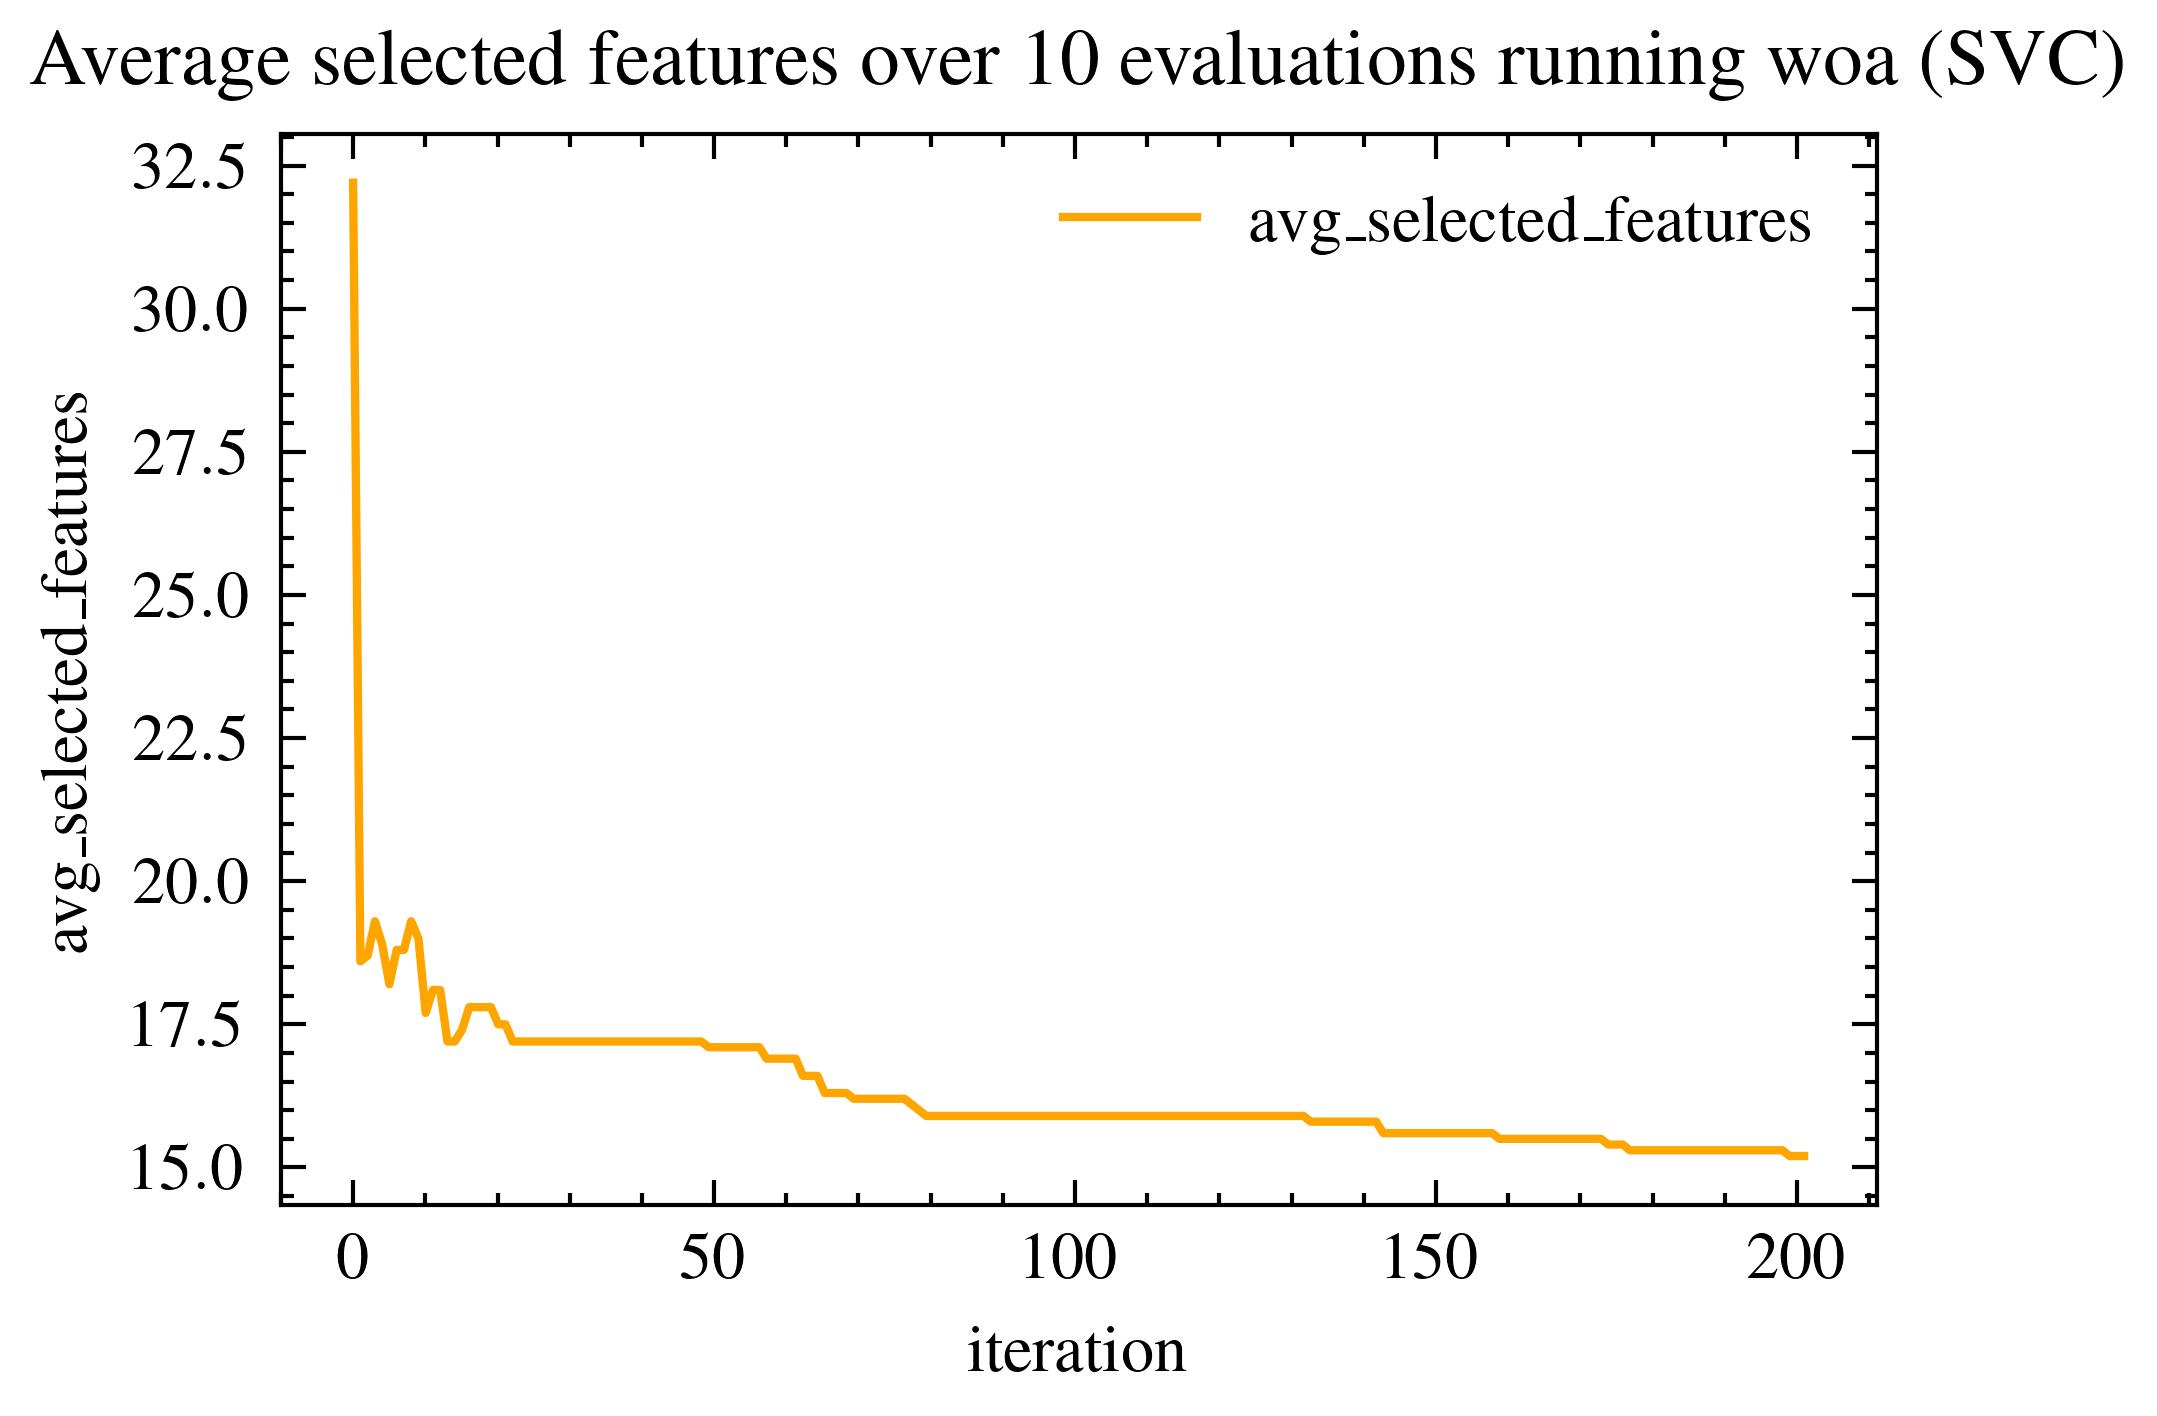 Average selected features over 10 evaluations running woa (SVC)
avg_selected_features
32.5
30.0
27.5
25.0
22.5
20.0
17.5
15.0
avg_selected_features
0 50 100 150 200
iteration